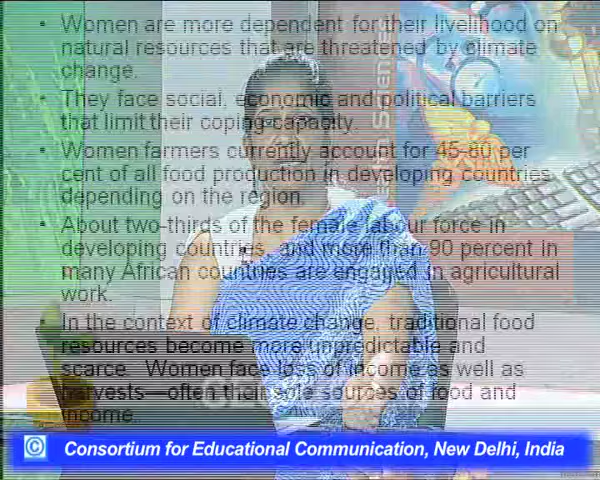 • Women are more dependent for their livelihood on
natural resources that are threatened by climate
change.
• They face social, economic and political barriers
that limit their coping capacity.
• Women farmers currently account for 45-80 per
cent of all food production in developing countries
depending on the region.
• About two-thirds of the female labour force in
developing countries, and more than 90 percent in
many African countries are engaged in agricultural
work.
• In the context of climate change, traditional food
resources become more unpredictable and
scarce. Women face loss of income as well as
harvests—often their sole sources of food and
income.
© Consortium for Educational Communication, New Delhi, India